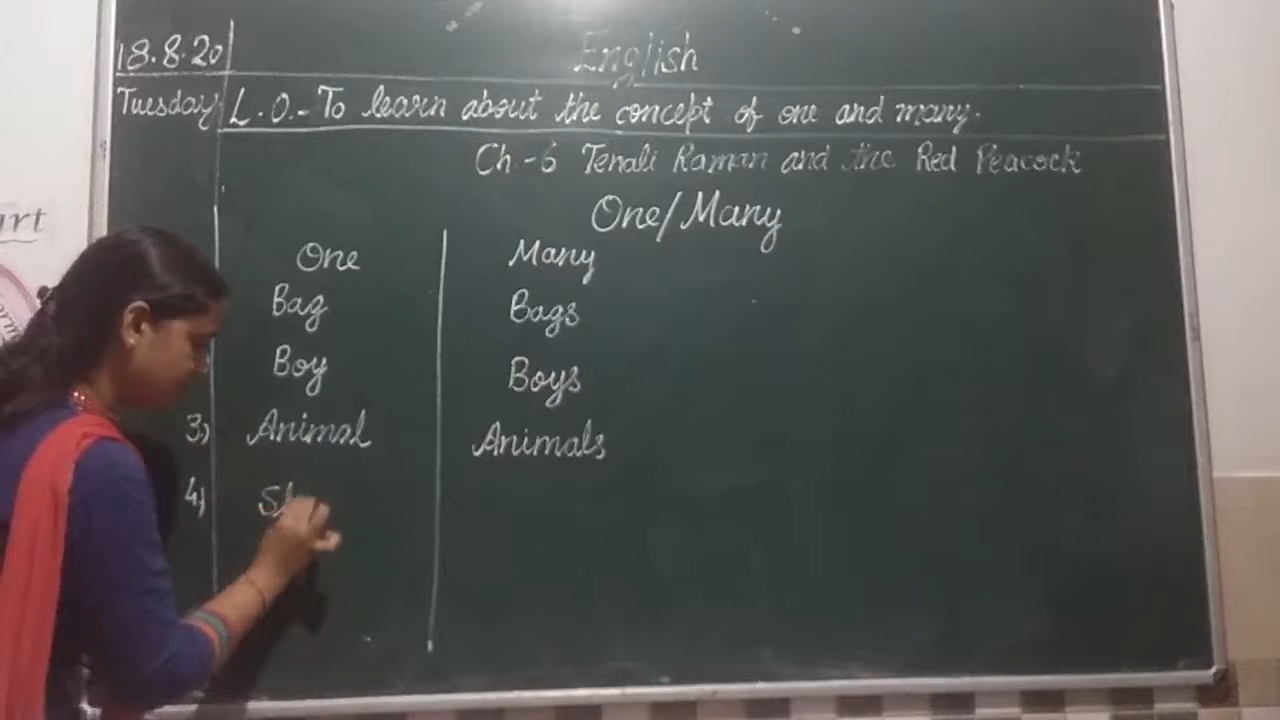 18.8.20 English
Tuesday L.O.- To learn about the concept of one and many.
Ch.-6 Tenali Raman and the Red Peacock
One/Many
One Many
Bag Bags
Boy Boys
3) Animal Animals
4)